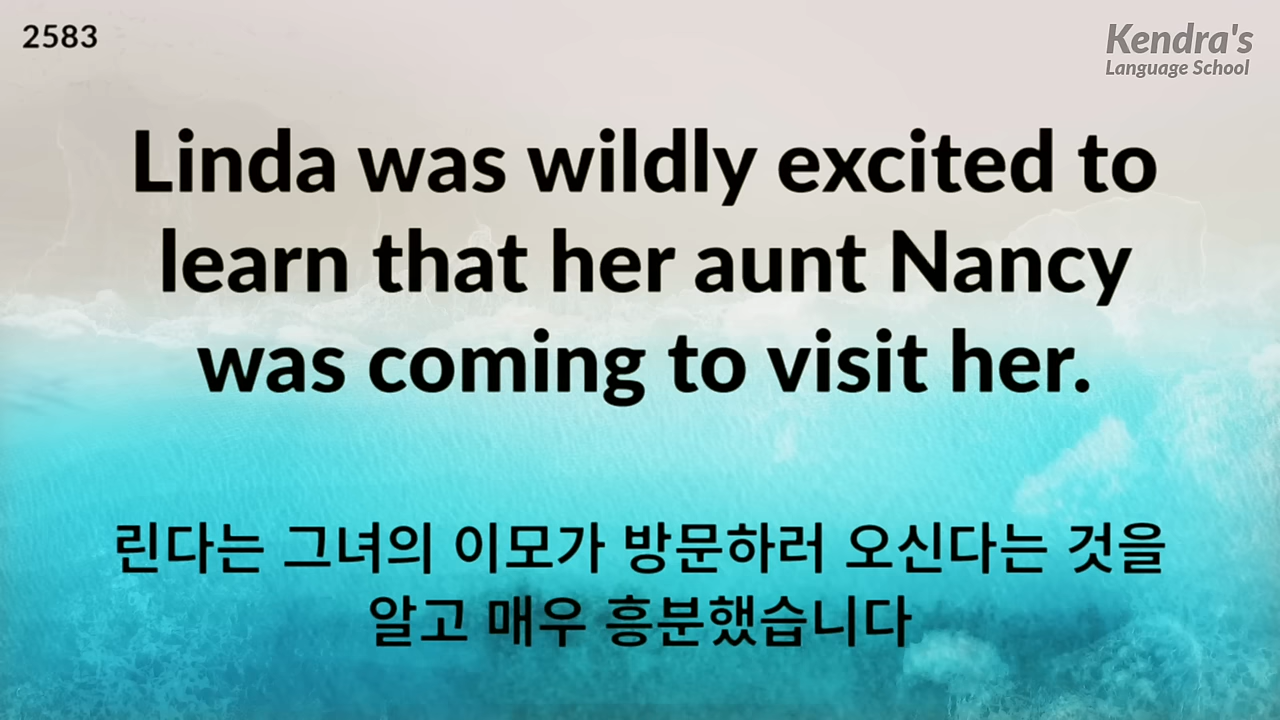 2583
Kendra's
Language School
Linda was wildly excited to
learn that her aunt Nancy
was coming to visit her.
린다는 그녀의 이모가 방문하러 오신다는 것을
알고 매우 흥분했습니다